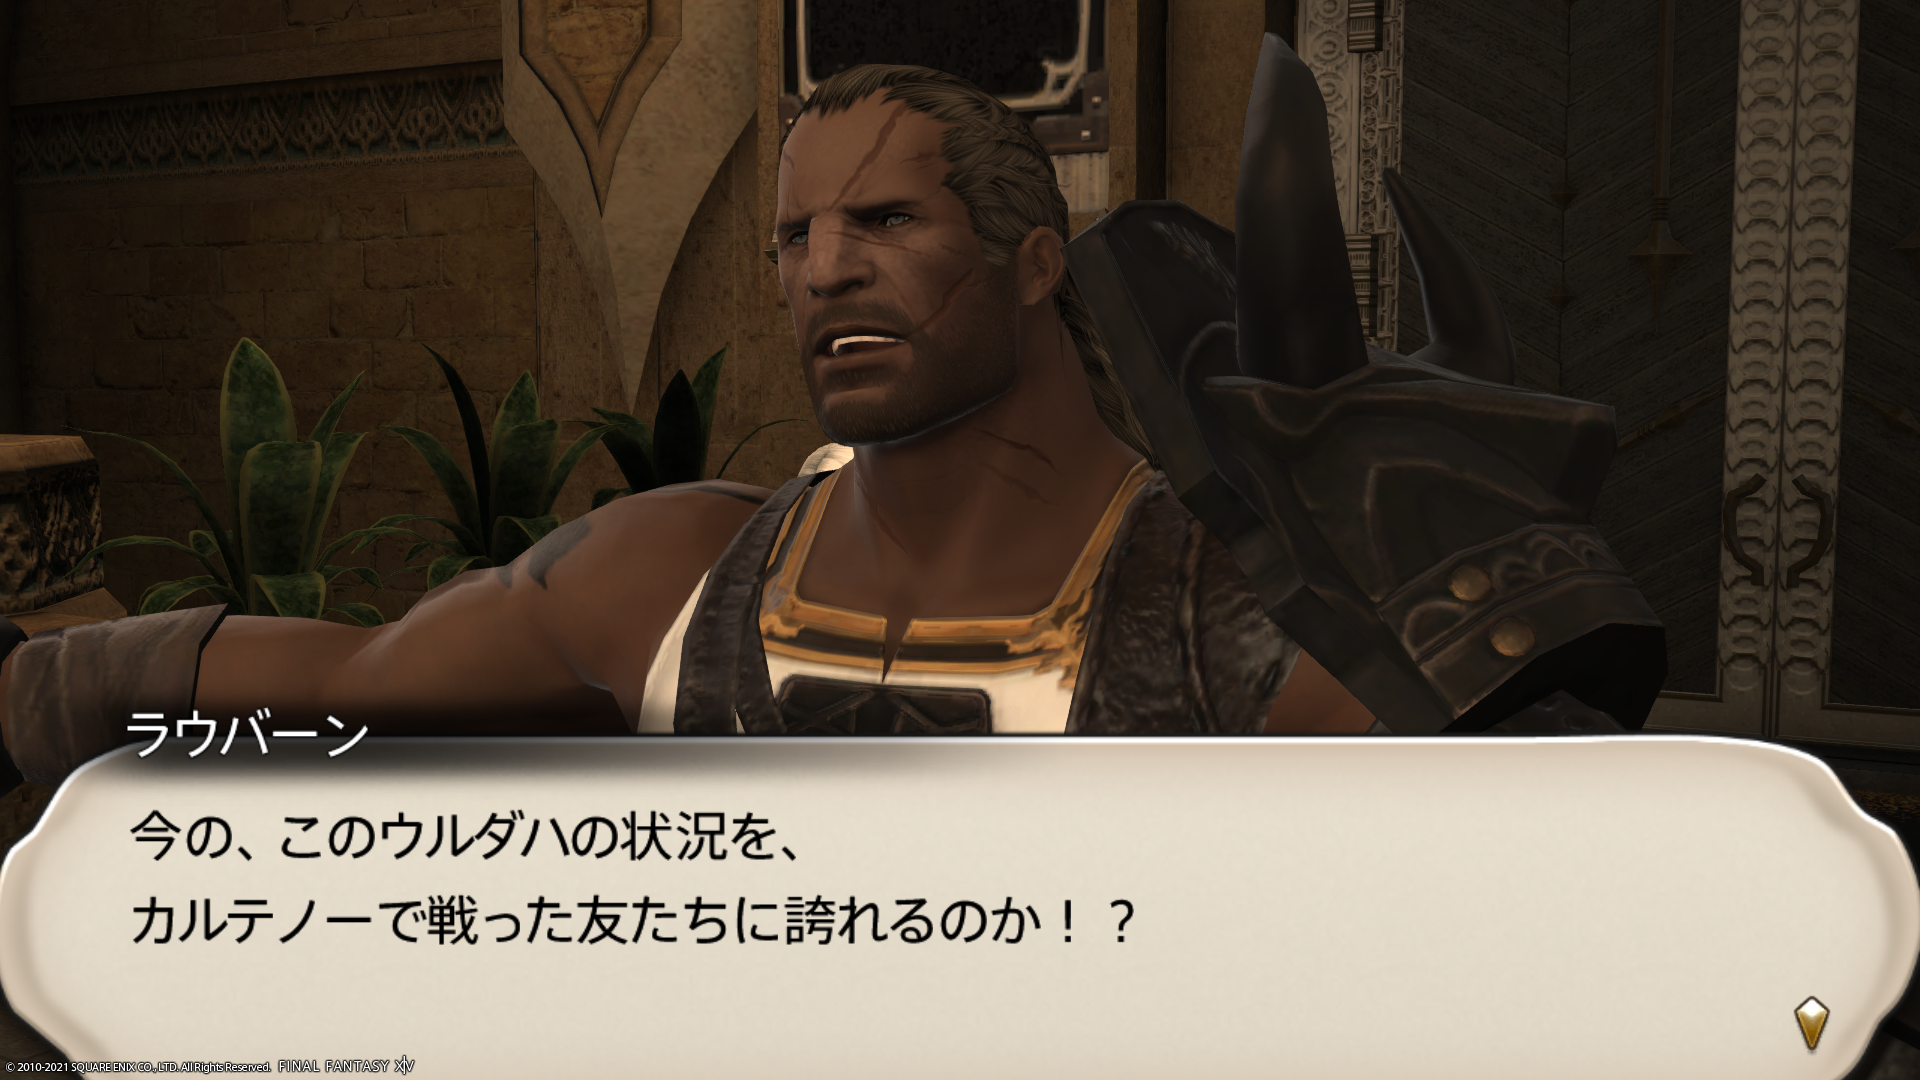 ラウバーン
今の、このウルダハの状況を、
カルテノーで戦った友たちに誇れるのか！？
© 2010-2021 SQUARE ENIX CO., LTD. All Rights Reserved. FINAL FANTASY XIV